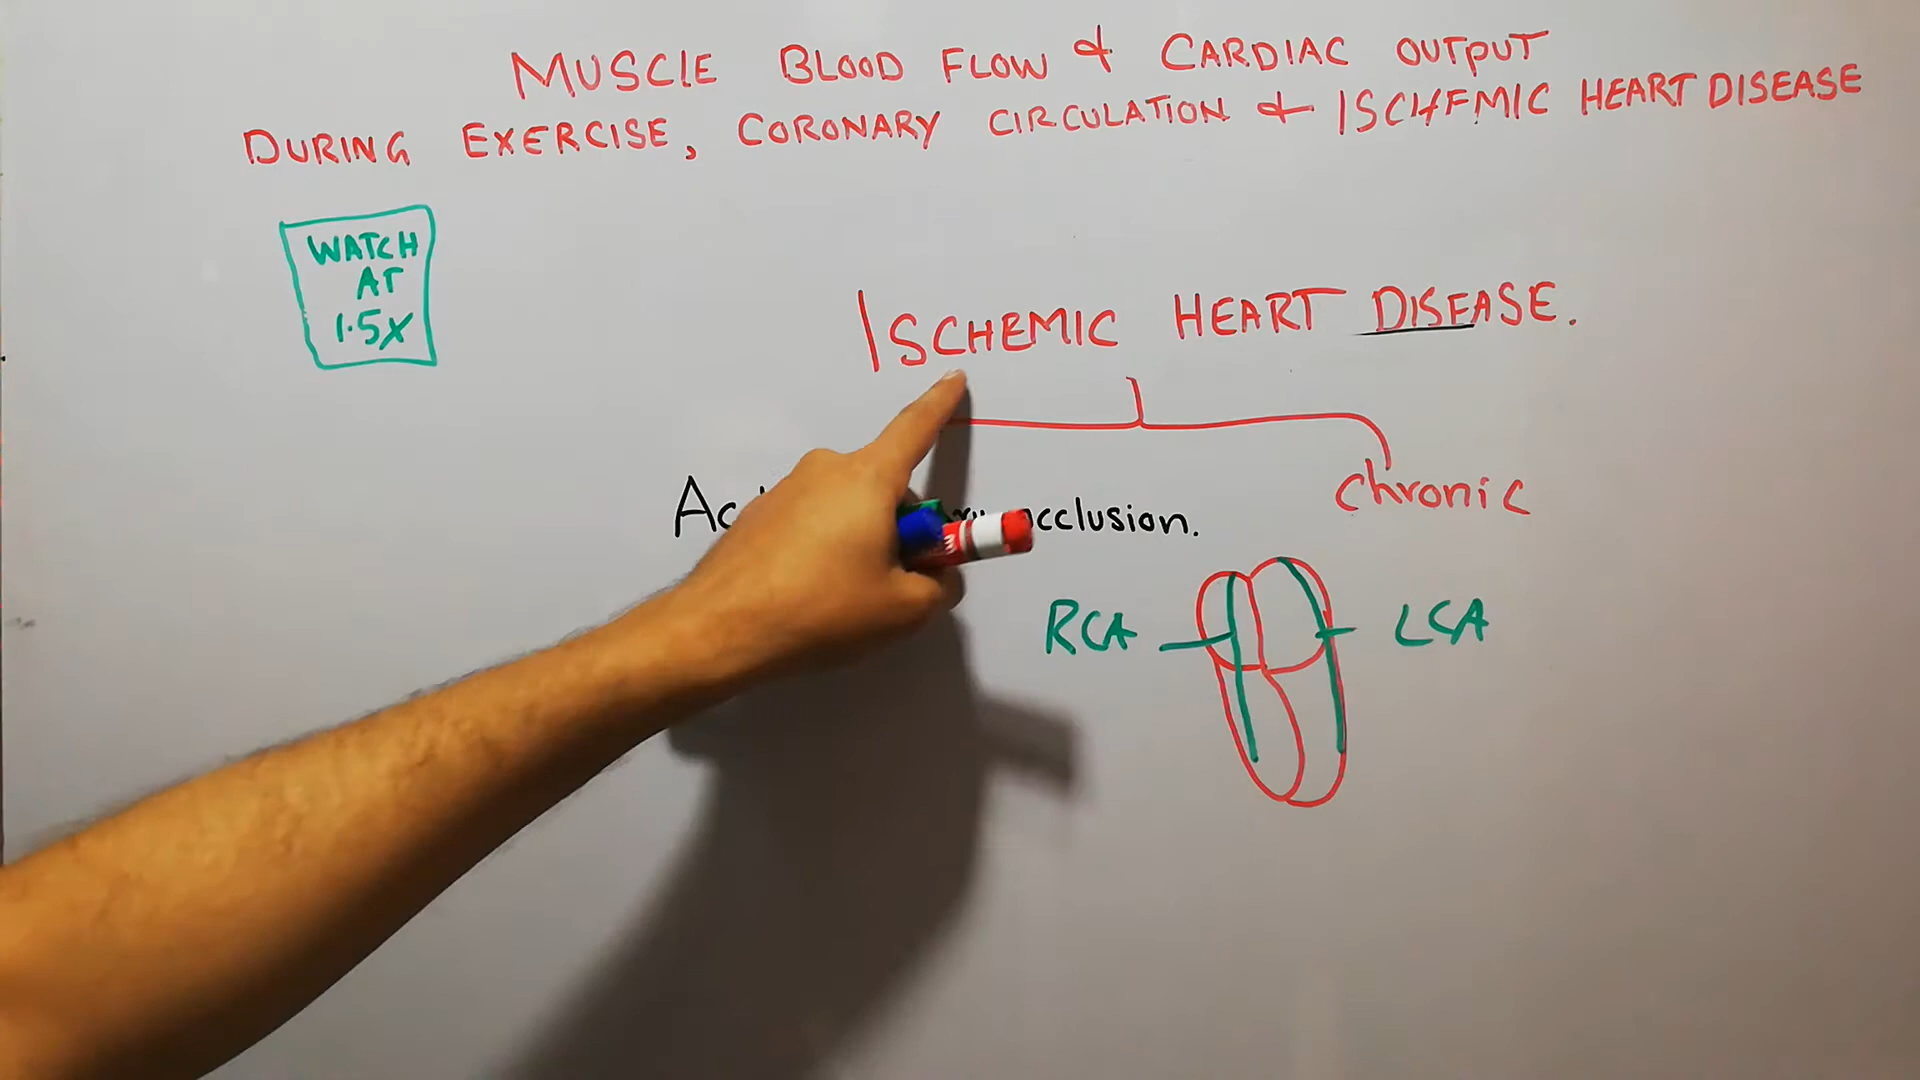 MUSCLE BLOOD FLOW & CARDIAC OUTPUT
DURING EXERCISE, CORONARY CIRCULATION & ISCHEMIC HEART DISEASE
WATCH
AT
1.5X
ISCHEMIC HEART DISEASE.
chronic
occlusion.
RCA
LCA